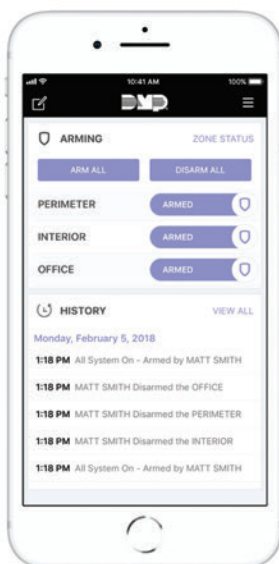 10:41 AM
100%
DMP
ARMING
ZONE STATUS
ARM ALL
DISARM ALL
PERIMETER
ARMED
INTERIOR
ARMED
OFFICE
ARMED
HISTORY
VIEW ALL
Monday, February 5, 2018
1:18 PM All System On - Armed by MATT SMITH
1:18 PM MATT SMITH Disarmed the OFFICE
1:18 PM MATT SMITH Disarmed the PERIMETER
1:18 PM MATT SMITH Disarmed the INTERIOR
1:18 PM All System On - Armed by MATT SMITH